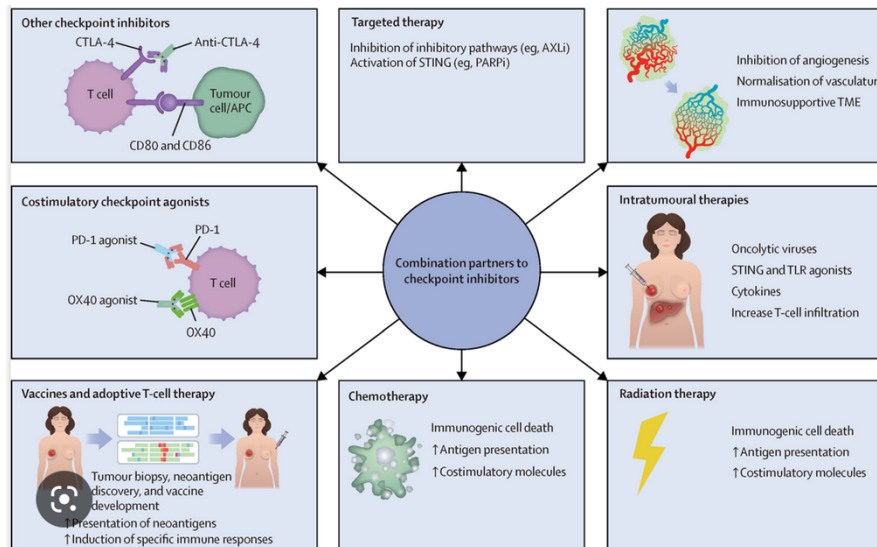 Other checkpoint inhibitors
CTLA-4
Anti-CTLA-4
T cell
Tumour
cell/APC
CD80 and CD86
Targeted therapy
Inhibition of inhibitory pathways (eg, AXLi)
Activation of STING (eg, PARPi)
Inhibition of angiogenesis
Normalisation of vasculatur
Immunosupportive TME
Costimulatory checkpoint agonists
PD-1 agonist
PD-1
T cell
OX40 agonist
OX40
Combination partners to
checkpoint inhibitors
Intratumoural therapies
Oncolytic viruses
STING and TLR agonists
Cytokines
Increase T-cell infiltration
Vaccines and adoptive T-cell therapy
Tumour biopsy, neoantigen
discovery, and vaccine
development
↑Presentation of neoantigens
↑Induction of specific immune responses
Chemotherapy
Immunogenic cell death
↑Antigen presentation
↑Costimulatory molecules
Radiation therapy
Immunogenic cell death
↑Antigen presentation
↑Costimulatory molecules